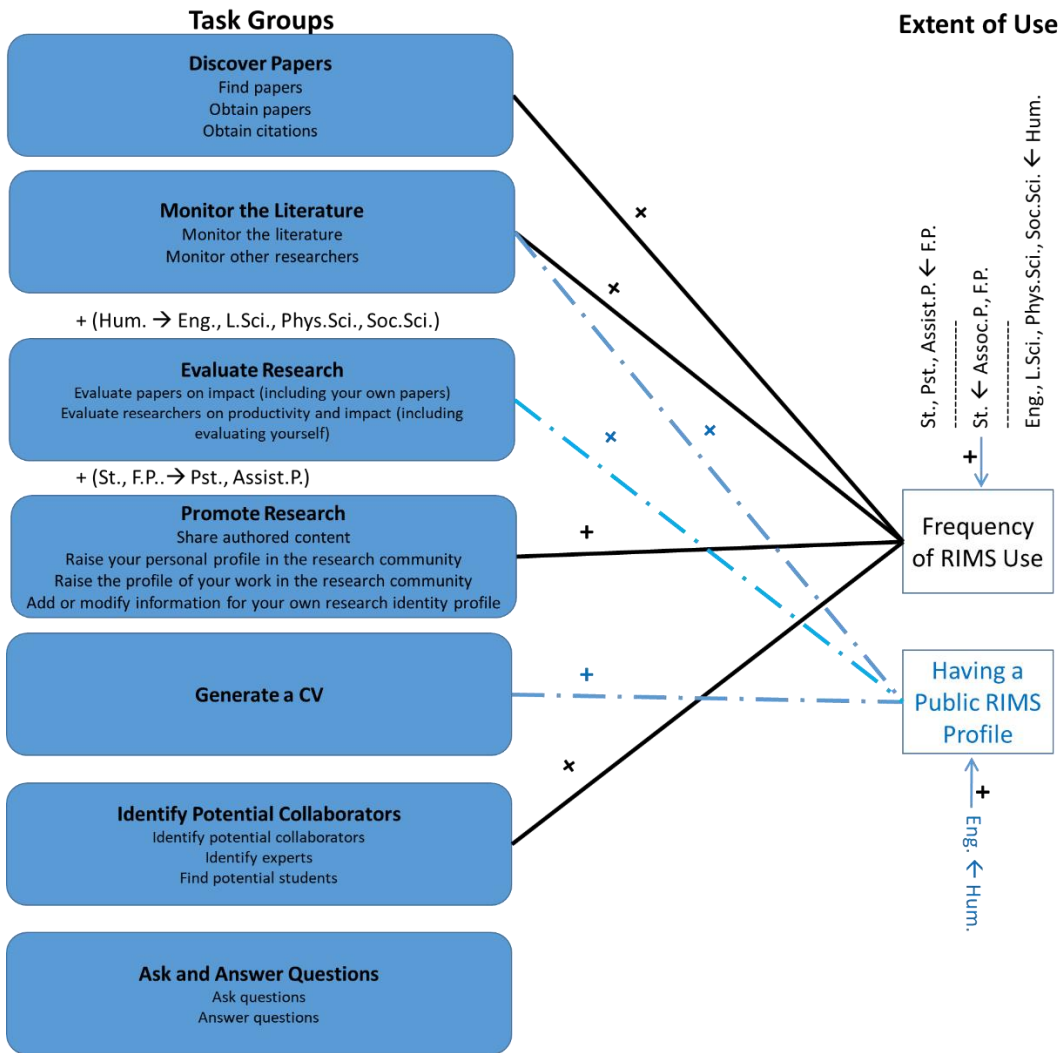 Task Groups
Extent of Use
Discover Papers
Find papers
Obtain papers
Obtain citations
Monitor the Literature
Monitor the literature
Monitor other researchers
+ (Hum. → Eng., L.Sci., Phys.Sci., Soc.Sci.)
Evaluate Research
Evaluate papers on impact (including your own papers)
Evaluate researchers on productivity and impact (including
evaluating yourself)
+ (St., F.P.. → Pst., Assist.P.)
Promote Research
Share authored content
Raise your personal profile in the research community
Raise the profile of your work in the research community
Add or modify information for your own research identity profile
Generate a CV
Identify Potential Collaborators
Identify potential collaborators
Identify experts
Find potential students
Ask and Answer Questions
Ask questions
Answer questions
+
+
+
+
+
+
+
St., Pst., Assist.P. ← F.P.
St. ← Assoc.P., F.P.
Eng., L.Sci., Phys.Sci., Soc.Sci. ← Hum.
+
Frequency
of RIMS Use
Having a
Public RIMS
Profile
+
Eng. ← Hum.